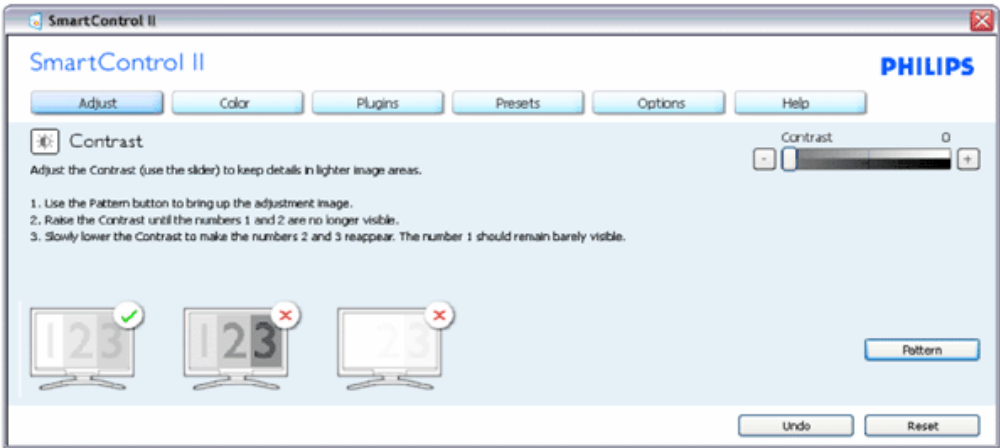 SmartControl II
SmartControl II
PHILIPS
Adjust Color Plugins Presets Options Help
Contrast
Contrast 0
- +
Adjust the Contrast (use the slider) to keep details in lighter image areas.
1. Use the Pattern button to bring up the adjustment image.
2. Raise the Contrast until the numbers 1 and 2 are no longer visible.
3. Slowly lower the Contrast to make the numbers 2 and 3 reappear. The number 1 should remain barely visible.
123 123 23
Pattern
Undo Reset